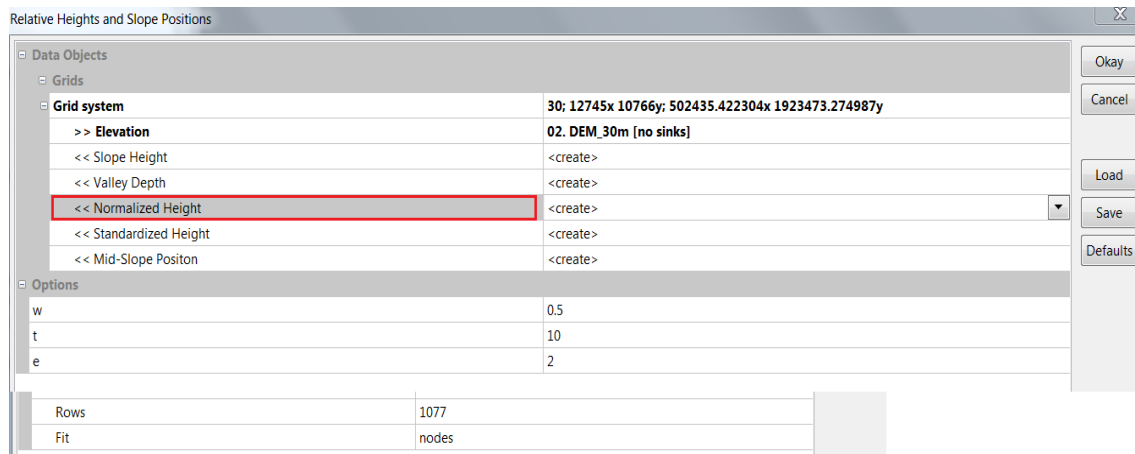 Relative Heights and Slope Positions
X
Data Objects
Okay
Grids
Grid system 30; 12745x 10766y; 502435.422304x 1923473.274987y
Cancel
>> Elevation 02. DEM_30m [no sinks]
<< Slope Height <create>
<< Valley Depth <create>
Load
<< Normalized Height <create>
Save
<< Standardized Height <create>
<< Mid-Slope Positon <create>
Defaults
Options
w 0.5
t 10
e 2
Rows 1077
Fit nodes